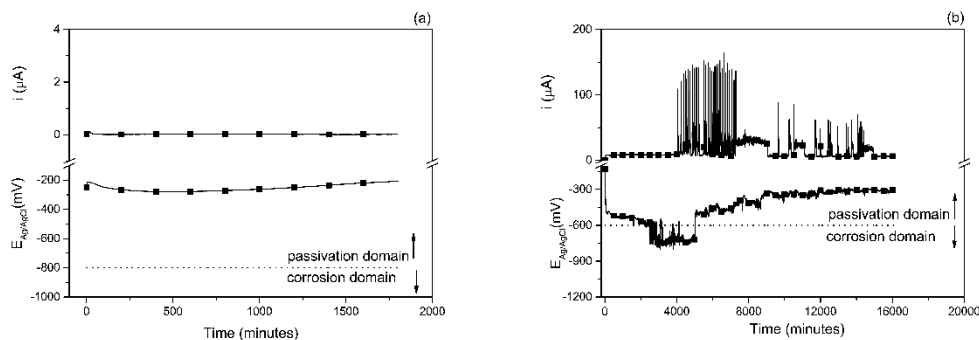 (a)
4
2
0
i (μA)
-200
-400
-600
-800
-1000
E Ag/AgCl(mV)
passivation domain
corrosion domain
0
500
1000
1500
2000
Time (minutes)
(b)
200
100
0
i (μA)
-300
-600
-900
-1200
E Ag/AgCl(mV)
passivation domain
corrosion domain
0
4000
8000
12000
16000
20000
Time (minutes)